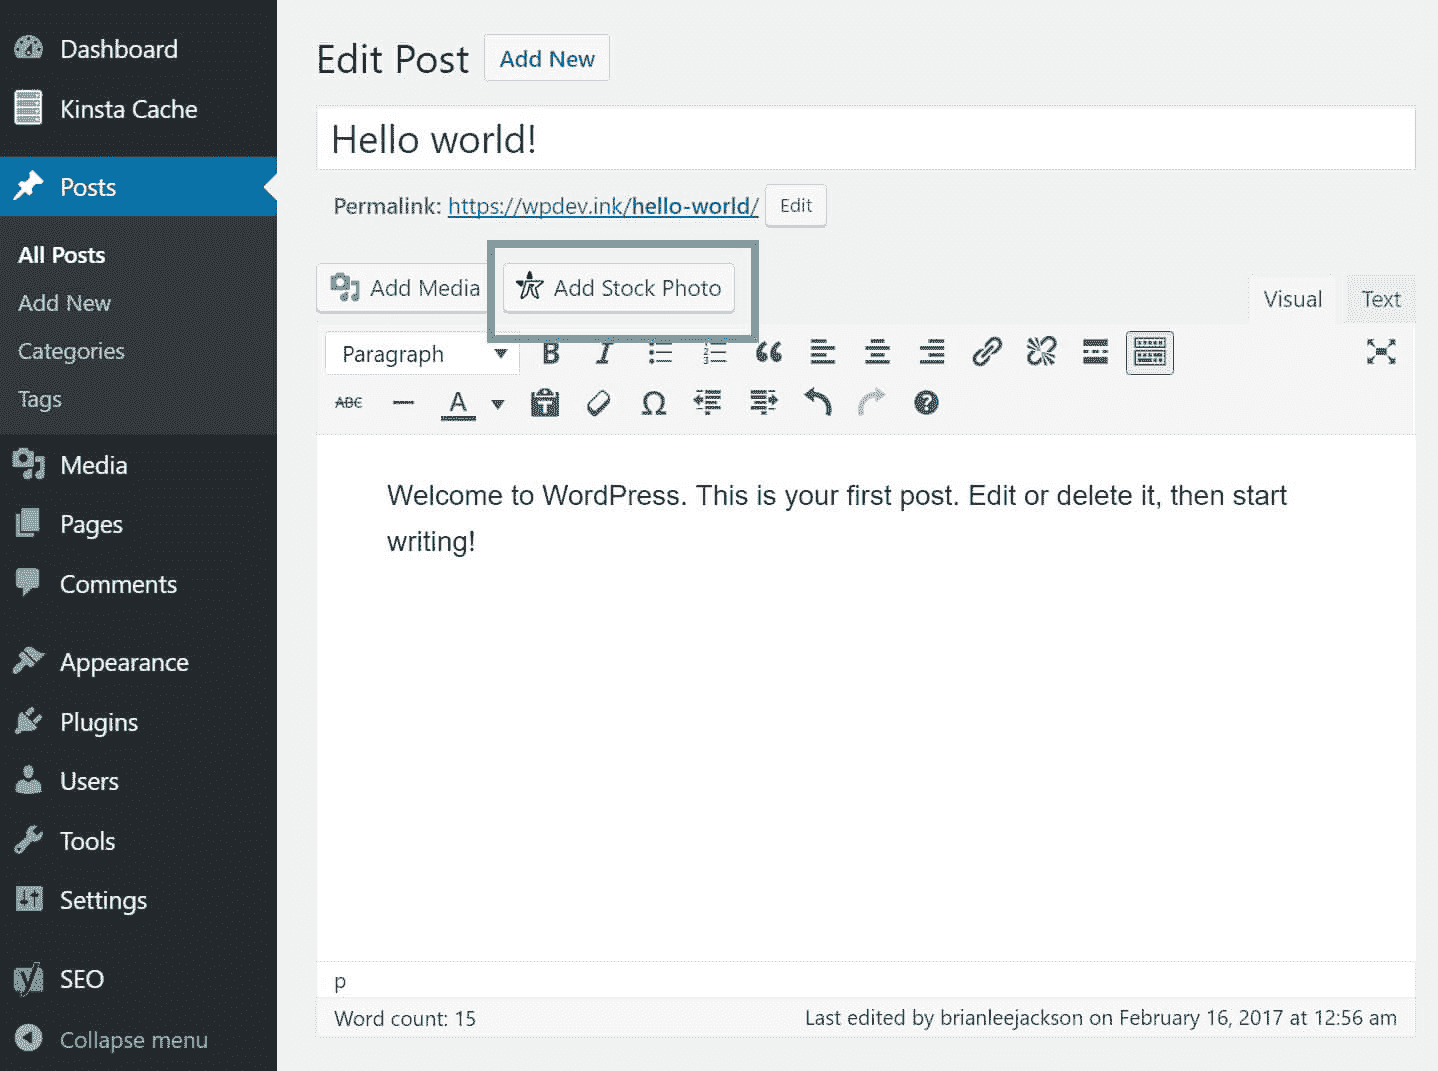 Dashboard
Kinsta Cache
Posts
All Posts
Add New
Categories
Tags
Media
Pages
Comments
Appearance
Plugins
Users
Tools
Settings
SEO
Collapse menu
Edit Post Add New
Hello world!
Permalink: https://wpdev.ink/hello-world/ Edit
Add Media Add Stock Photo
Visual Text
Paragraph B I
ABC A
Welcome to WordPress. This is your first post. Edit or delete it, then start
writing!
p
Word count: 15 Last edited by brianleejackson on February 16, 2017 at 12:56 am